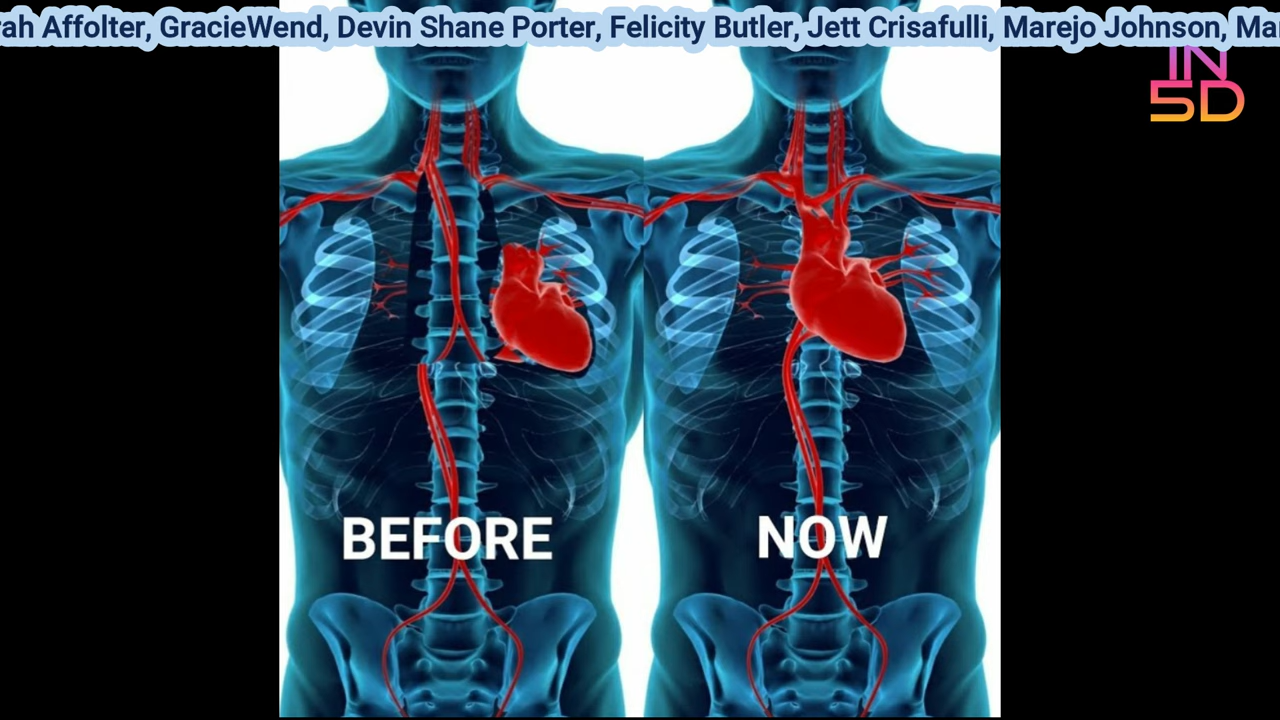 Affolter, GracieWend, Devin Shane Porter, Felicity Butler, Jett Crisafulli, Marejo Johnson,
IN
5D
BEFORE
NOW